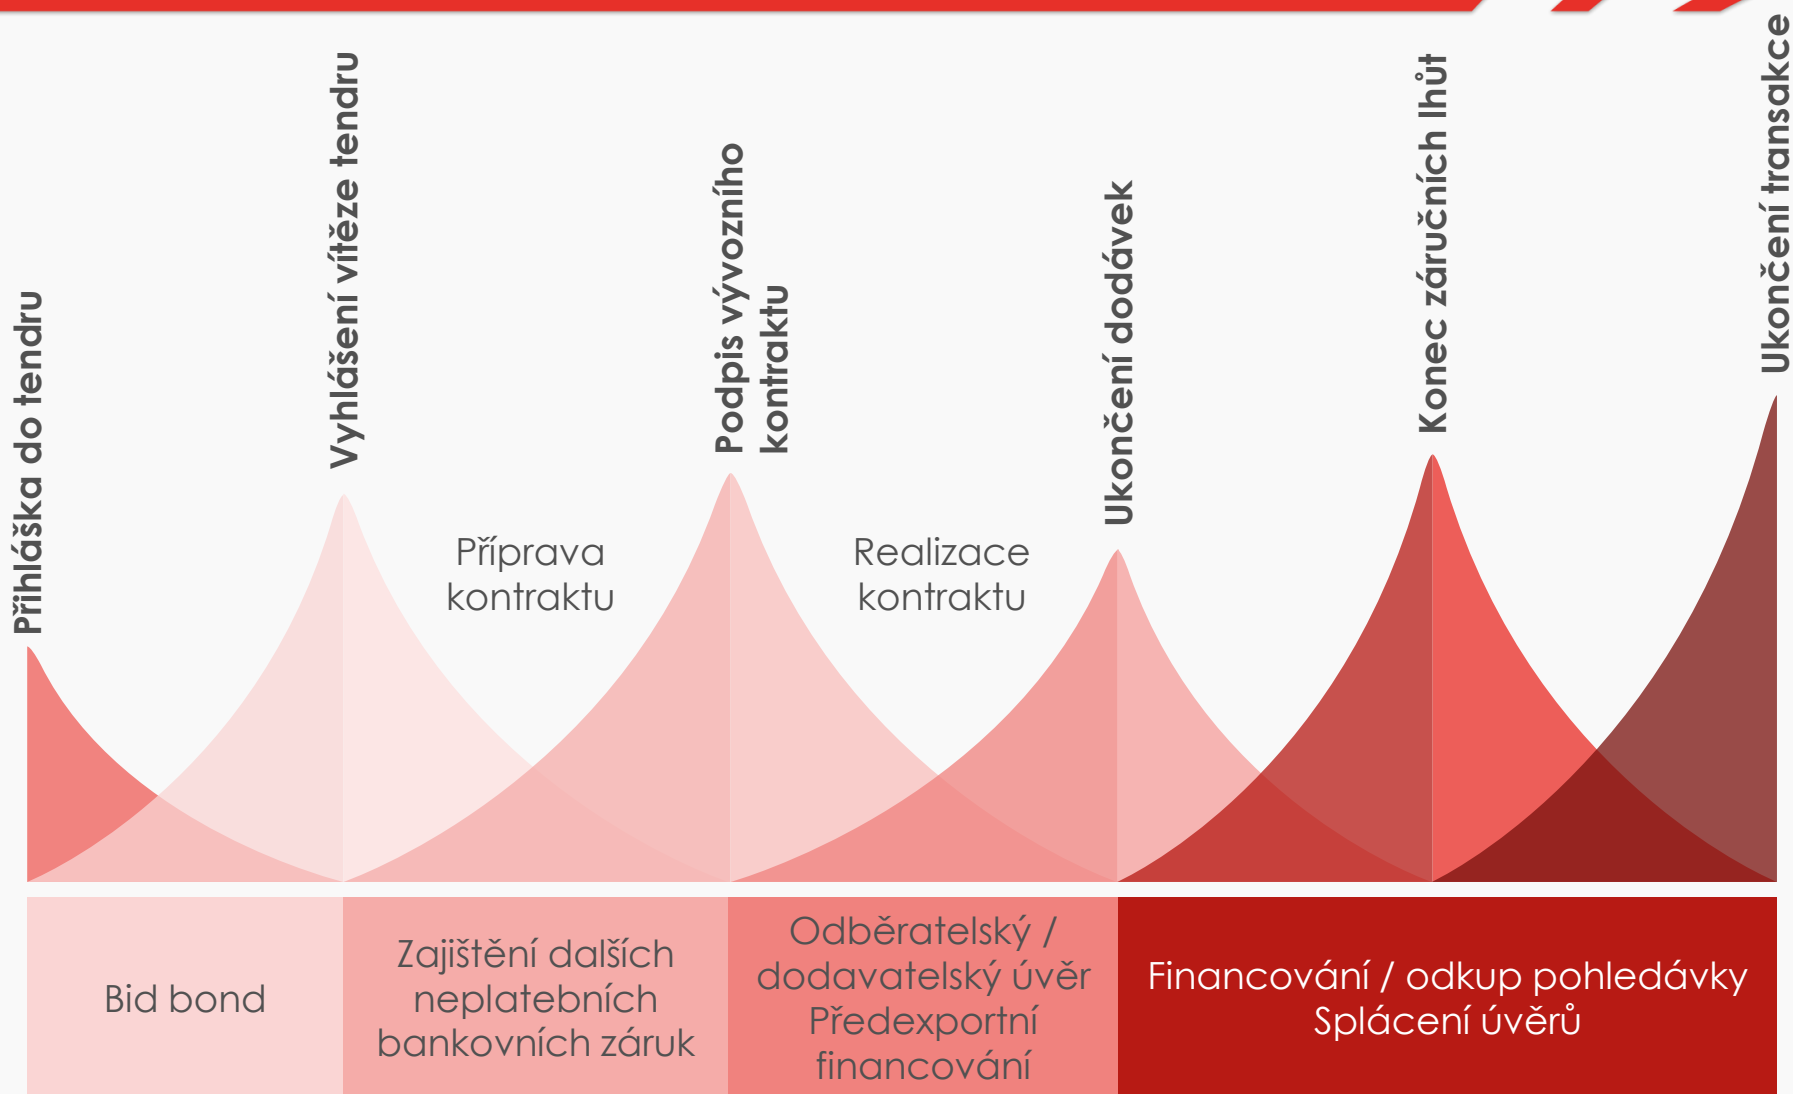 Přihláška do tendru
Vyhlášení vítěze tendru
Podpis vývozního
kontraktu
Ukončení dodávek
Konec záručních lhůt
Ukončení transakce
Příprava
kontraktu
Realizace
kontraktu
Bid bond
Zajištění dalších
neplatebních
bankovních záruk
Odběratelský /
dodavatelský úvěr
Předexportní
financování
Financování / odkup pohledávky
Splácení úvěrů